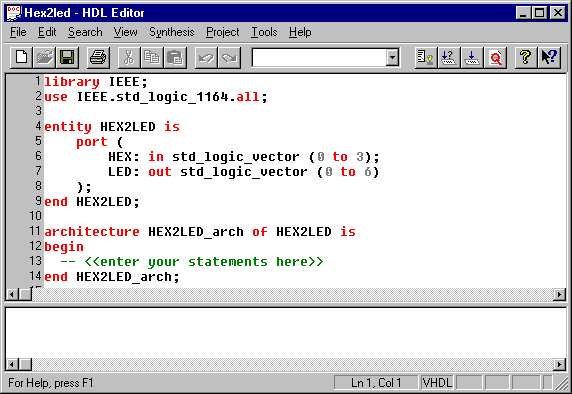 Hex2led - HDL Editor
File Edit Search View Synthesis Project Tools Help
1 library IEEE;
2 use IEEE.std_logic_1164.all;
3
4 entity HEX2LED is
5     port (
6         HEX: in std_logic_vector (0 to 3);
7         LED: out std_logic_vector (0 to 6)
8     );
9 end HEX2LED;
10
11 architecture HEX2LED_arch of HEX2LED is
12 begin
13   -- <<enter your statements here>>
14 end HEX2LED_arch;
For Help, press F1 Ln 1, Col 1 VHDL